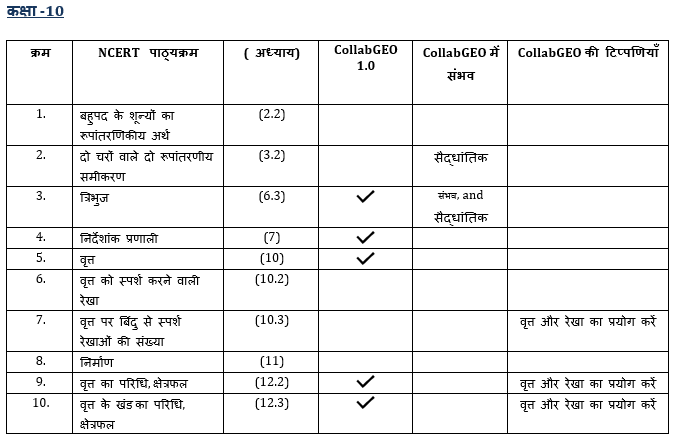 कक्षा -10
क्रम NCERT पाठ्यक्रम ( अध्याय) CollabGEO 1.0 CollabGEO में संभव CollabGEO की टिप्पणियाँ
1. बहुपद के शून्यों का रूपांतरणिकीय अर्थ (2.2)
2. दो चरों वाले दो रूपांतरणीय समीकरण (3.2) सैद्धांतिक
3. त्रिभुज (6.3) ✓ संभव, and सैद्धांतिक
4. निर्देशांक प्रणाली (7) ✓
5. वृत्त (10) ✓
6. वृत्त को स्पर्श करने वाली रेखा (10.2)
7. वृत्त पर बिंदु से स्पर्श रेखाओं की संख्या (10.3) वृत्त और रेखा का प्रयोग करें
8. निर्माण (11)
9. वृत्त का परिधि, क्षेत्रफल (12.2) ✓ वृत्त और रेखा का प्रयोग करें
10. वृत्त के खंड का परिधि, क्षेत्रफल (12.3) ✓ वृत्त और रेखा का प्रयोग करें